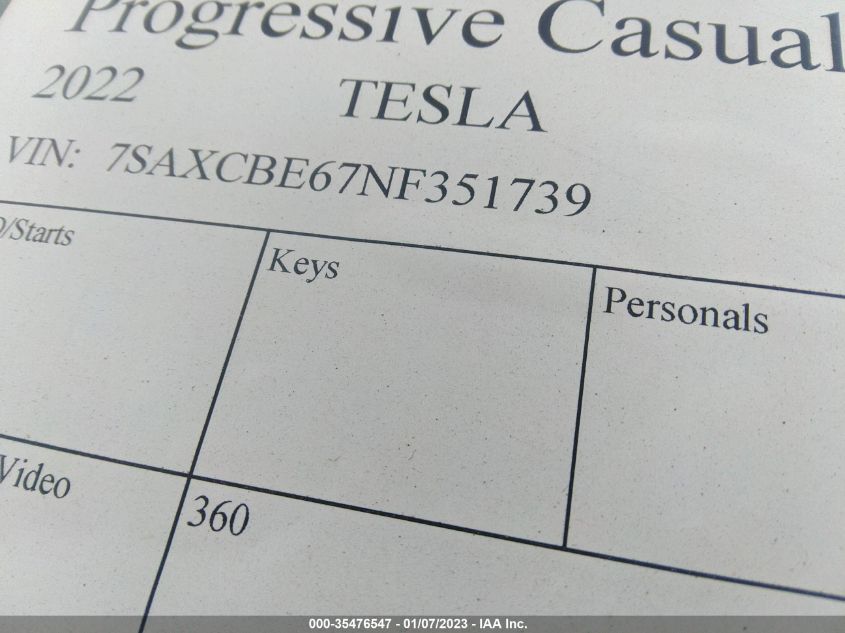 Progressive Casual
2022 TESLA
VIN: 7SAXCBE67NF351739
/Starts Keys Personals
Video 360
000-35476547 - 01/07/2023 - IAA Inc.